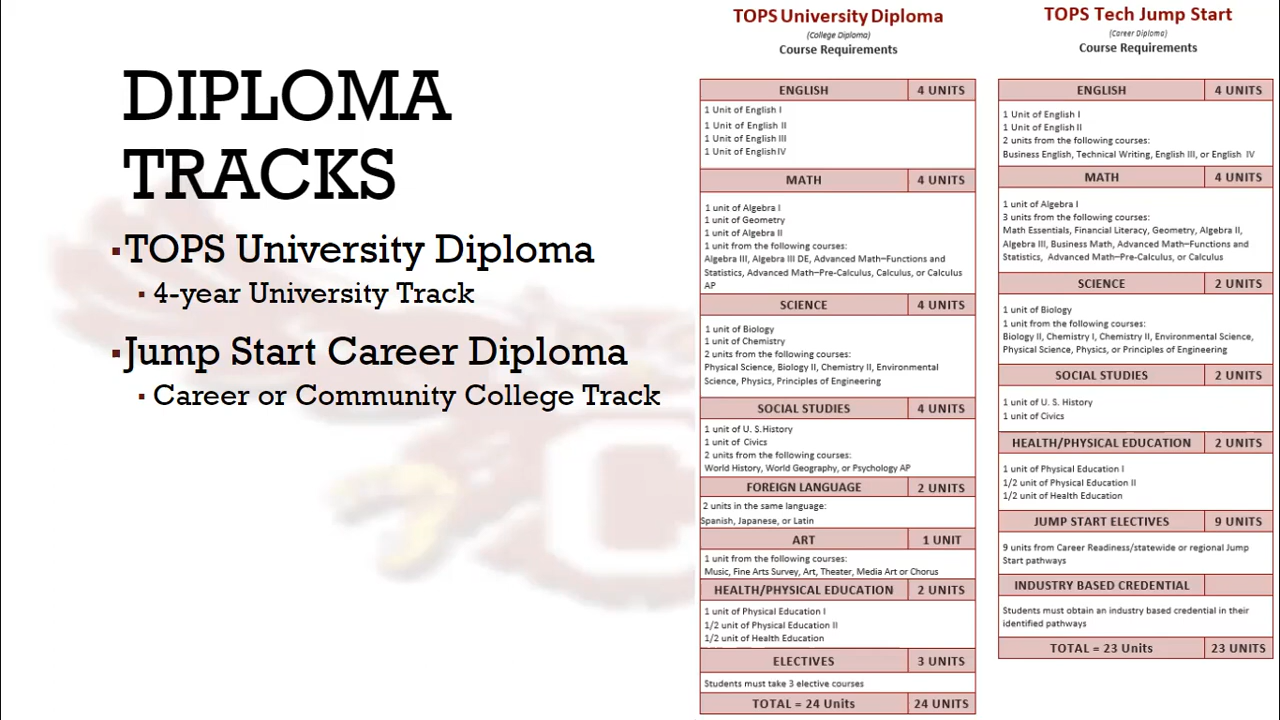 DIPLOMA
TRACKS
▪TOPS University Diploma
▪ 4-year University Track
▪Jump Start Career Diploma
▪ Career or Community College Track
TOPS University Diploma
(College Diploma)
Course Requirements
ENGLISH 4 UNITS
1 Unit of English I
1 Unit of English II
1 Unit of English III
1 Unit of English IV
MATH 4 UNITS
1 unit of Algebra I
1 unit of Geometry
1 unit of Algebra II
1 unit from the following courses:
Algebra III, Algebra III DE, Advanced Math–Functions and
Statistics, Advanced Math–Pre-Calculus, Calculus, or Calculus
AP
SCIENCE 4 UNITS
1 unit of Biology
1 unit of Chemistry
2 units from the following courses:
Physical Science, Biology II, Chemistry II, Environmental
Science, Physics, Principles of Engineering
SOCIAL STUDIES 4 UNITS
1 unit of U. S. History
1 unit of Civics
2 units from the following courses:
World History, World Geography, or Psychology AP
FOREIGN LANGUAGE 2 UNITS
2 units in the same language:
Spanish, Japanese, or Latin
ART 1 UNIT
1 unit from the following courses:
Music, Fine Arts Survey, Art, Theater, Media Art or Chorus
HEALTH/PHYSICAL EDUCATION 2 UNITS
1 unit of Physical Education I
1/2 unit of Physical Education II
1/2 unit of Health Education
ELECTIVES 3 UNITS
Students must take 3 elective courses
TOTAL = 24 Units 24 UNITS
TOPS Tech Jump Start
(Career Diploma)
Course Requirements
ENGLISH 4 UNITS
1 Unit of English I
1 Unit of English II
2 units from the following courses:
Business English, Technical Writing, English III, or English IV
MATH 4 UNITS
1 unit of Algebra I
3 units from the following courses:
Math Essentials, Financial Literacy, Geometry, Algebra II,
Algebra III, Business Math, Advanced Math–Functions and
Statistics, Advanced Math–Pre-Calculus, or Calculus
SCIENCE 2 UNITS
1 unit of Biology
1 unit from the following courses:
Biology II, Chemistry I, Chemistry II, Environmental Science,
Physical Science, Physics, or Principles of Engineering
SOCIAL STUDIES 2 UNITS
1 unit of U. S. History
1 unit of Civics
HEALTH/PHYSICAL EDUCATION 2 UNITS
1 unit of Physical Education I
1/2 unit of Physical Education II
1/2 unit of Health Education
JUMP START ELECTIVES 9 UNITS
9 units from Career Readiness/statewide or regional Jump
Start pathways
INDUSTRY BASED CREDENTIAL
Students must obtain an industry based credential in their
identified pathways
TOTAL = 23 Units 23 UNITS